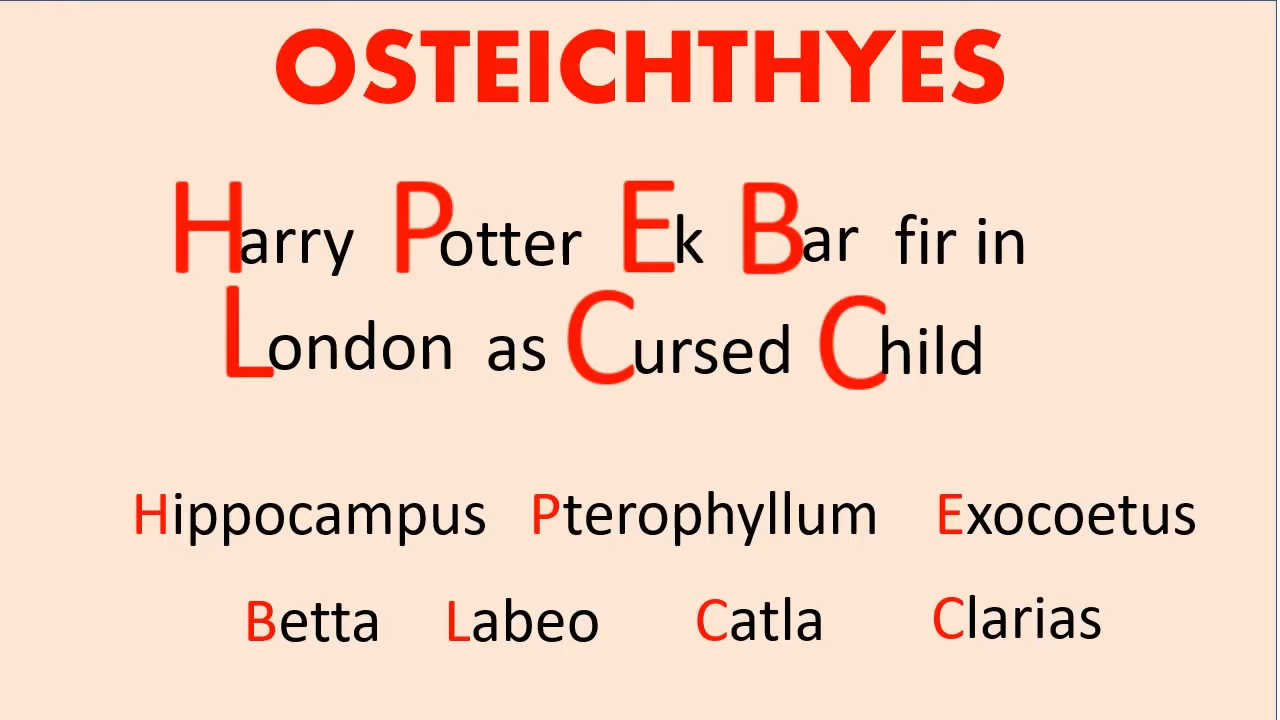 OSTEICHTHYES
Harry Potter Ek Bar fir in
London as Cursed Child
Hippocampus Pterophyllum Exocoetus
Betta Labeo Catla Clarias